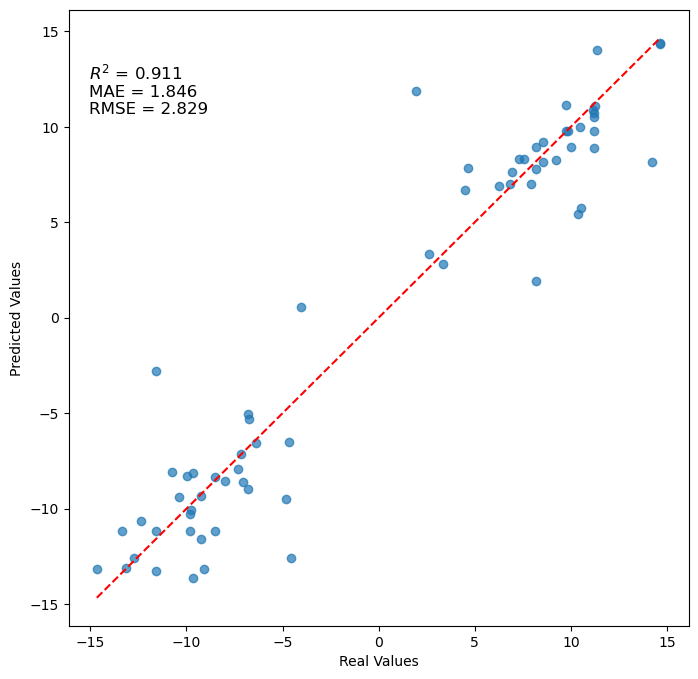 15
10
5
0
−5
−10
−15
R² = 0.911
MAE = 1.846
RMSE = 2.829
Predicted Values
−15 −10 −5 0 5 10 15
Real Values